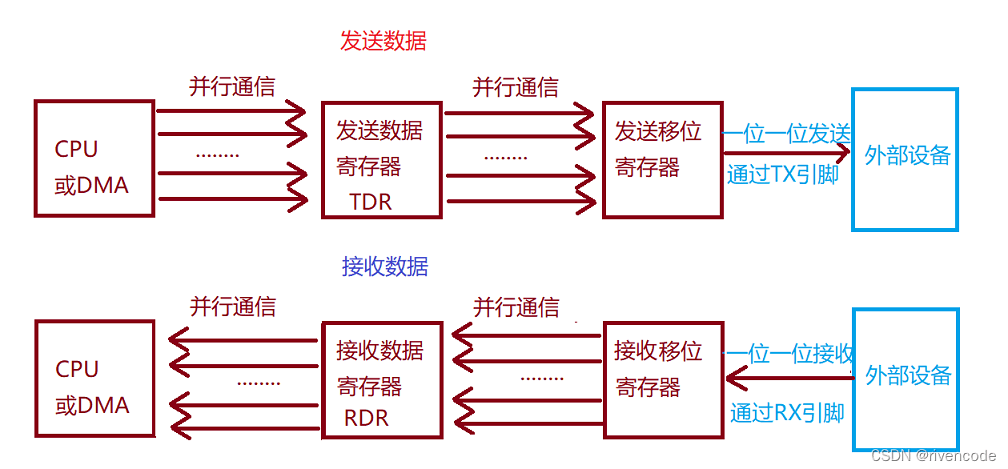 发送数据
并行通信
并行通信
CPU
或DMA
........
发送数据
寄存器
TDR
........
发送移位
寄存器
一位一位发送
通过TX引脚
外部设备
接收数据
并行通信
并行通信
CPU
或DMA
........
接收数据
寄存器
RDR
........
接收移位
寄存器
一位一位接收
通过RX引脚
外部设备
CSDN @rivencode